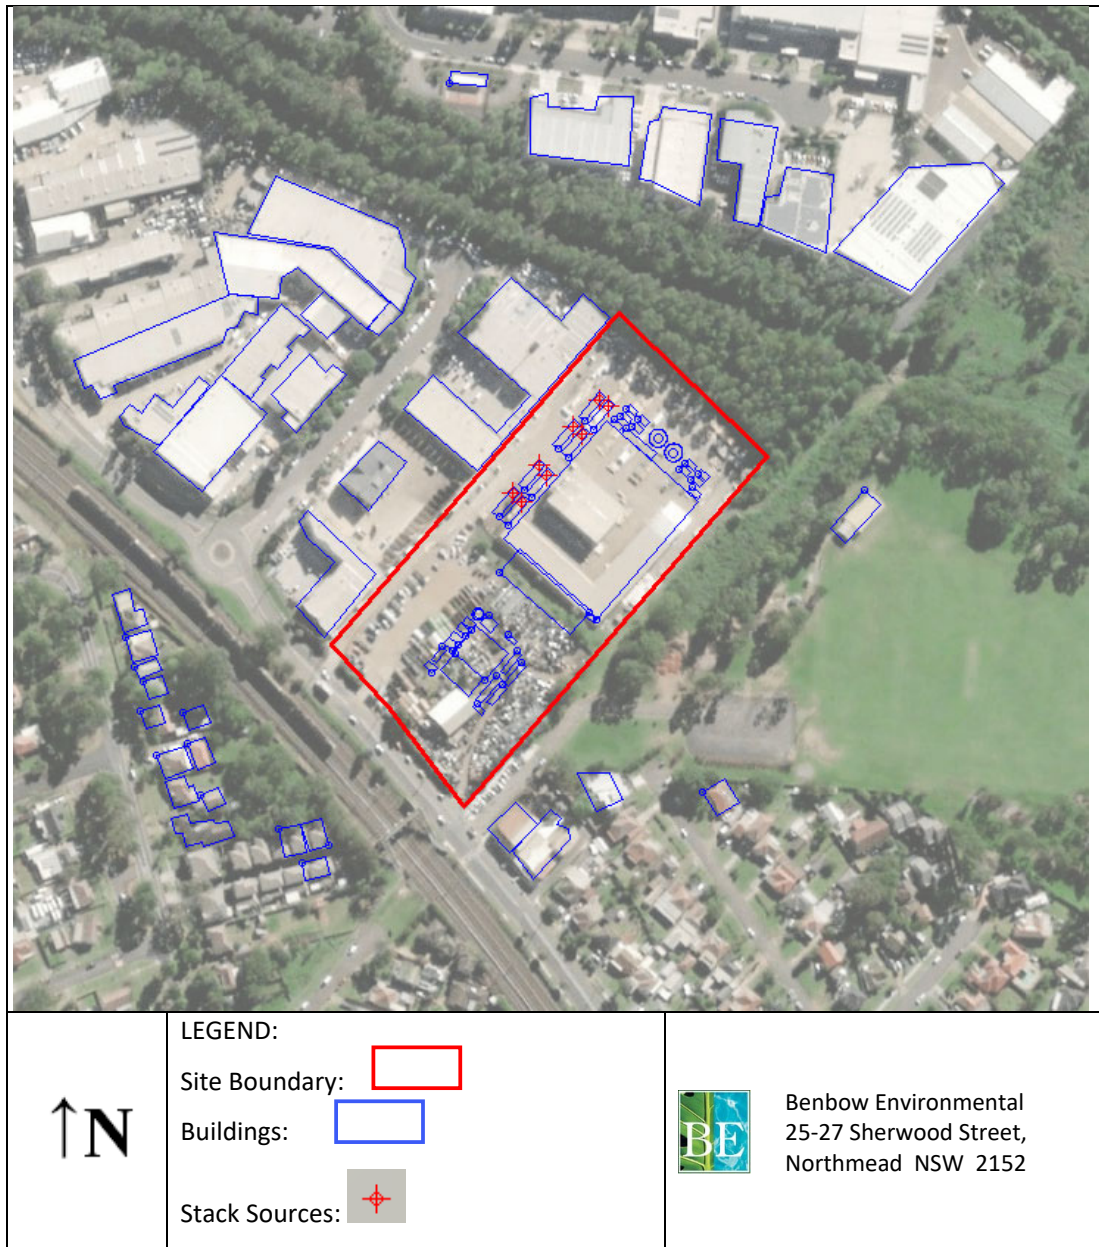 ↑N
LEGEND:
Site Boundary:
Buildings:
Stack Sources:
BE
Benbow Environmental
25-27 Sherwood Street,
Northmead NSW 2152